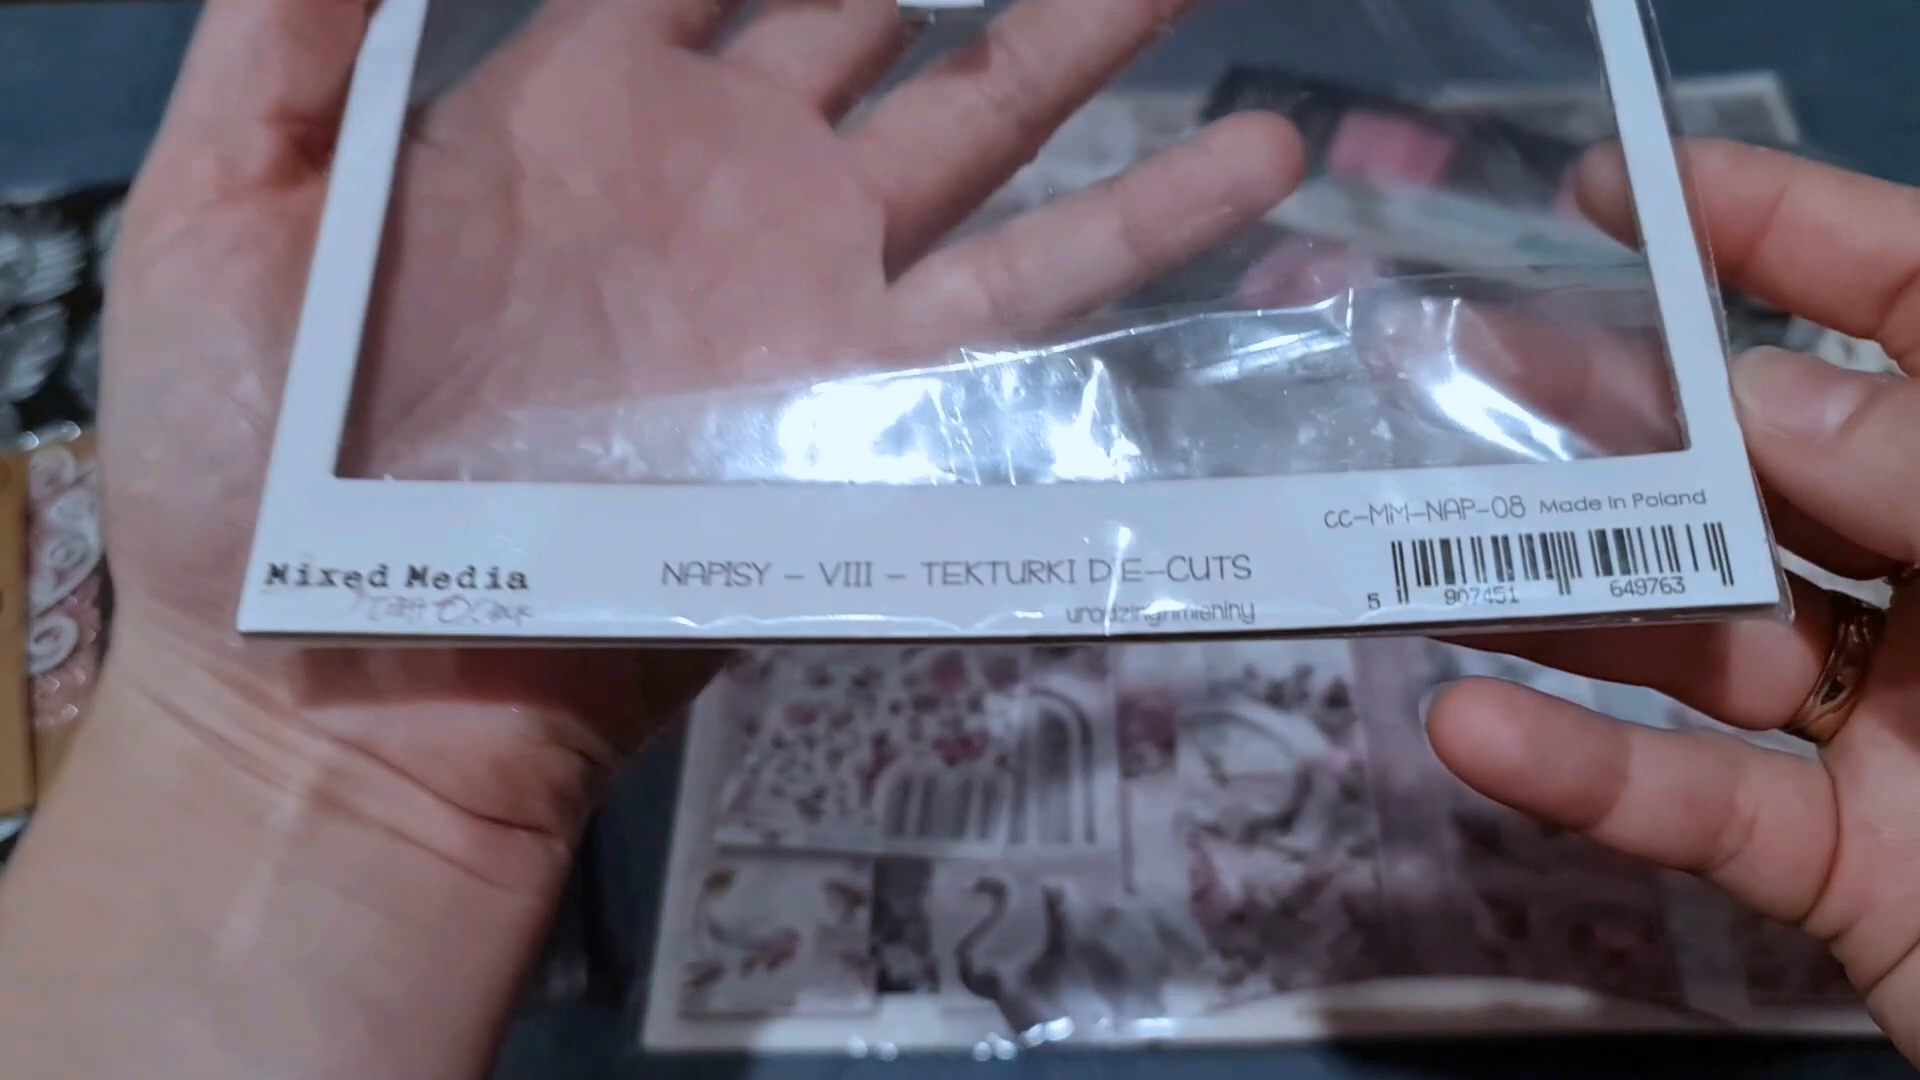 cc-MM-NAP-08 Made in Poland
Mixed Media
NAPISY - VIII - TEKTURKI DIE-CUTS
urodziny/imieniny
5 907451 649763